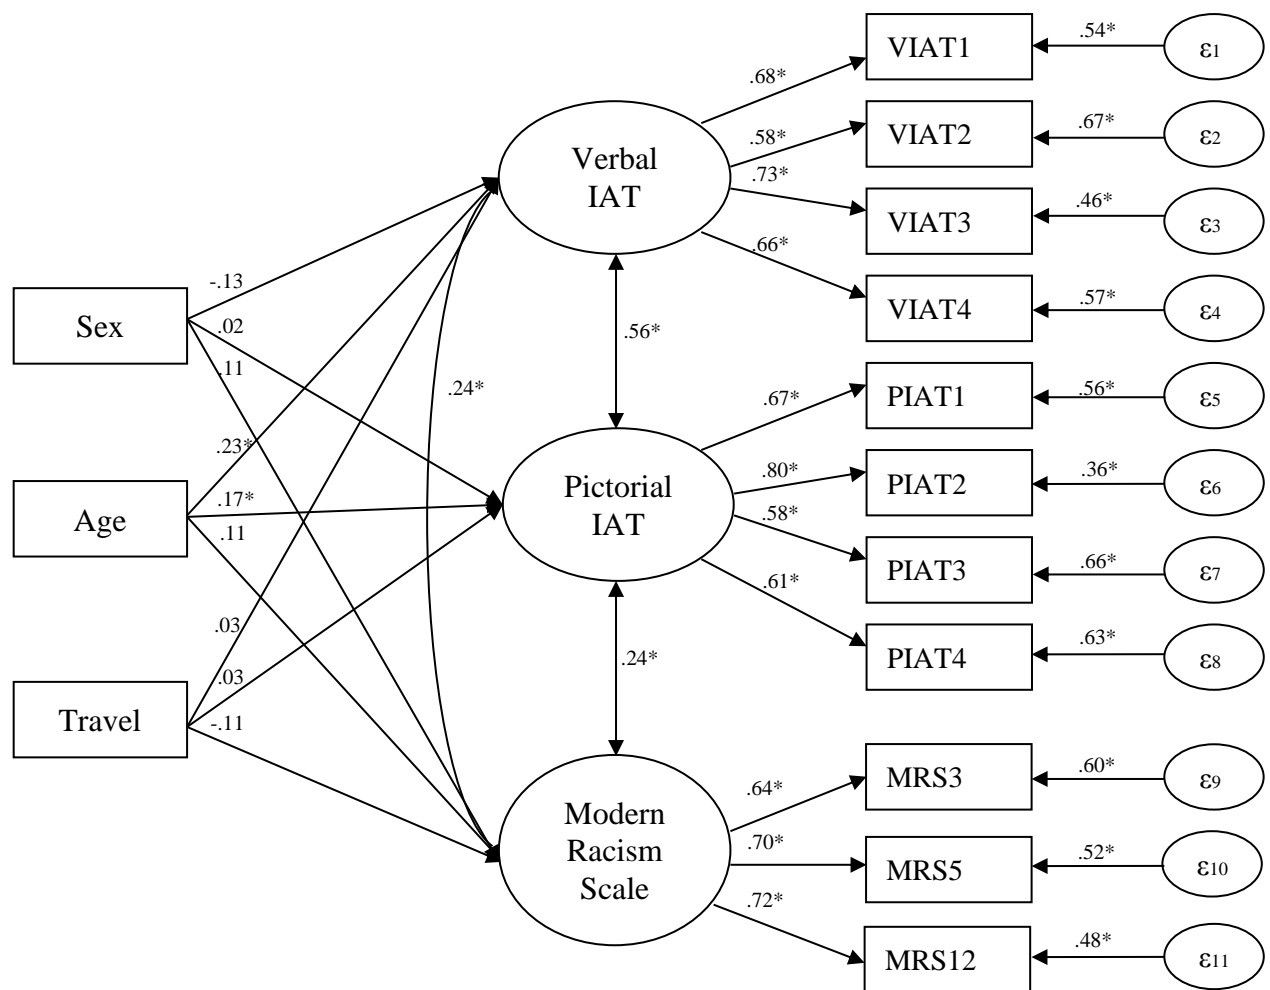 VIAT1
.54*
ε1
.68*
VIAT2
.67*
ε2
.58*
Verbal
IAT
.73*
VIAT3
.46*
ε3
.66*
VIAT4
.57*
ε4
Sex
-.13
.02
.11
.24*
.56*
PIAT1
.56*
ε5
.67*
Age
.23*
.17*
.11
Pictorial
IAT
.80*
PIAT2
.36*
ε6
.58*
PIAT3
.66*
ε7
.61*
PIAT4
.63*
ε8
Travel
.03
.03
-.11
.24*
Modern
Racism
Scale
.64*
MRS3
.60*
ε9
.70*
MRS5
.52*
ε10
.72*
MRS12
.48*
ε11